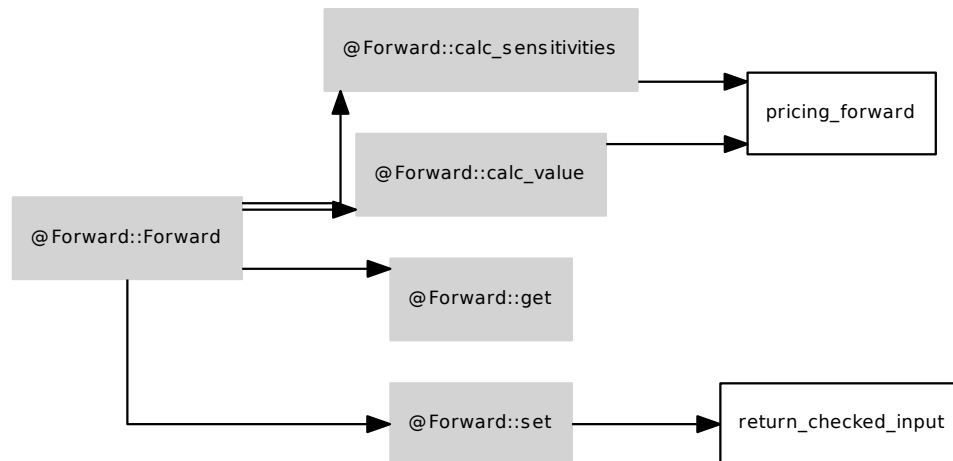 @Forward::calc_sensitivities
pricing_forward
@Forward::calc_value
@Forward::Forward
@Forward::get
@Forward::set
return_checked_input